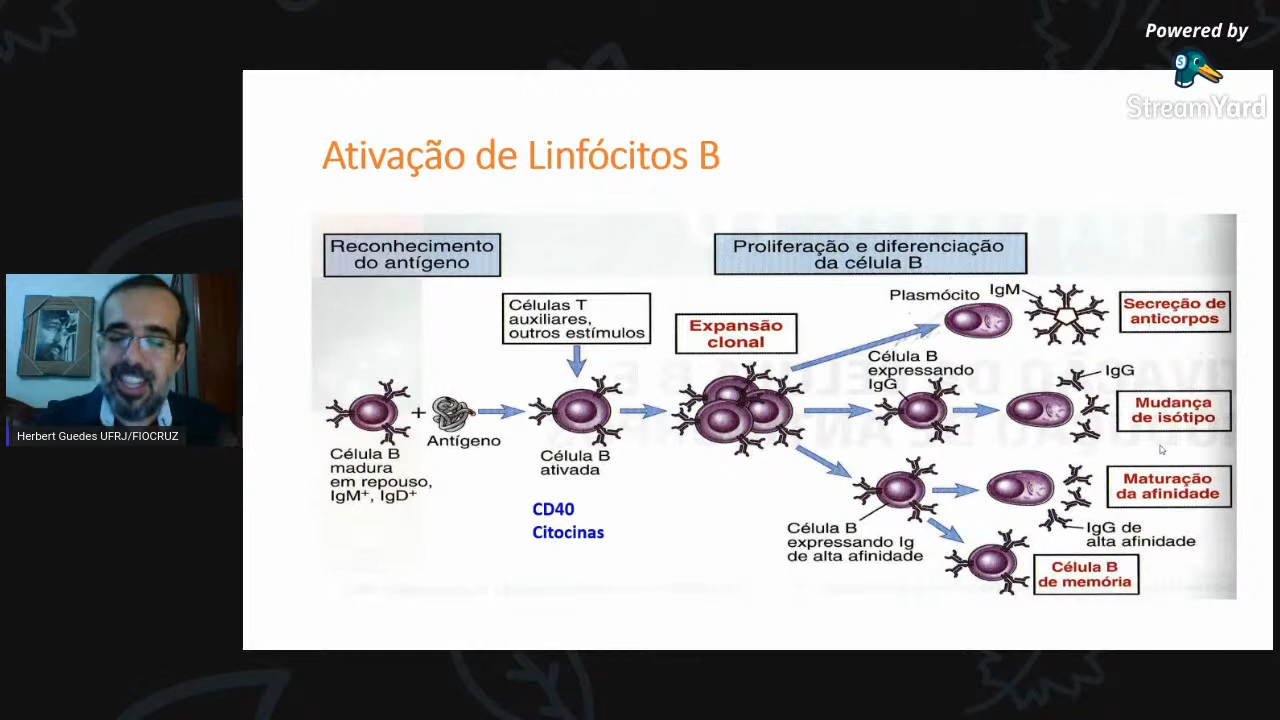 Powered by
StreamYard
Ativação de Linfócitos B
Reconhecimento
do antígeno
Proliferação e diferenciação
da célula B
Células T
auxiliares,
outros estímulos
Expansão
clonal
Plasmócito
IgM
Secreção de
anticorpos
Célula B
expressando
IgG
IgG
Mudança
de isótipo
+
Antígeno
Célula B
madura
em repouso,
IgM+, IgD+
Célula B
ativada
CD40
Citocinas
Maturação
da afinidade
Célula B
expressando Ig
de alta afinidade
IgG de
alta afinidade
Célula B
de memória
Herbert Guedes UFRJ/FIOCRUZ